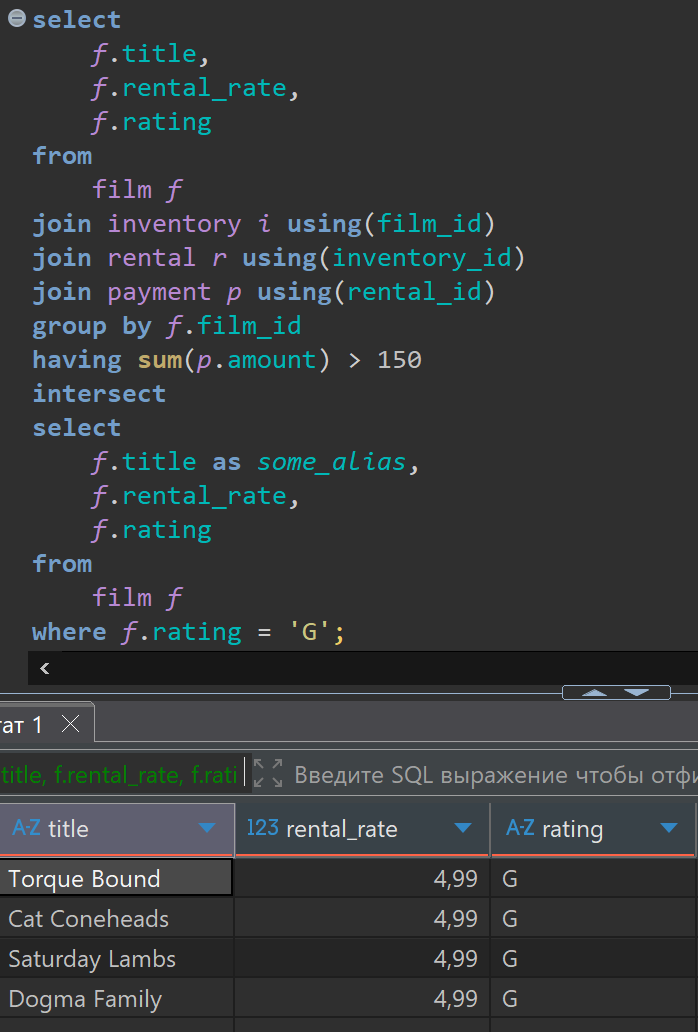 select
f.title,
f.rental_rate,
f.rating
from
film f
join inventory i using(film_id)
join rental r using(inventory_id)
join payment p using(rental_id)
group by f.film_id
having sum(p.amount) > 150
intersect
select
f.title as some_alias,
f.rental_rate,
f.rating
from
film f
where f.rating = 'G';
тат 1
title, f.rental_rate, f.rati Введите SQL выражение чтобы отфи
A-Z title 123 rental_rate A-Z rating
Torque Bound 4,99 G
Cat Coneheads 4,99 G
Saturday Lambs 4,99 G
Dogma Family 4,99 G